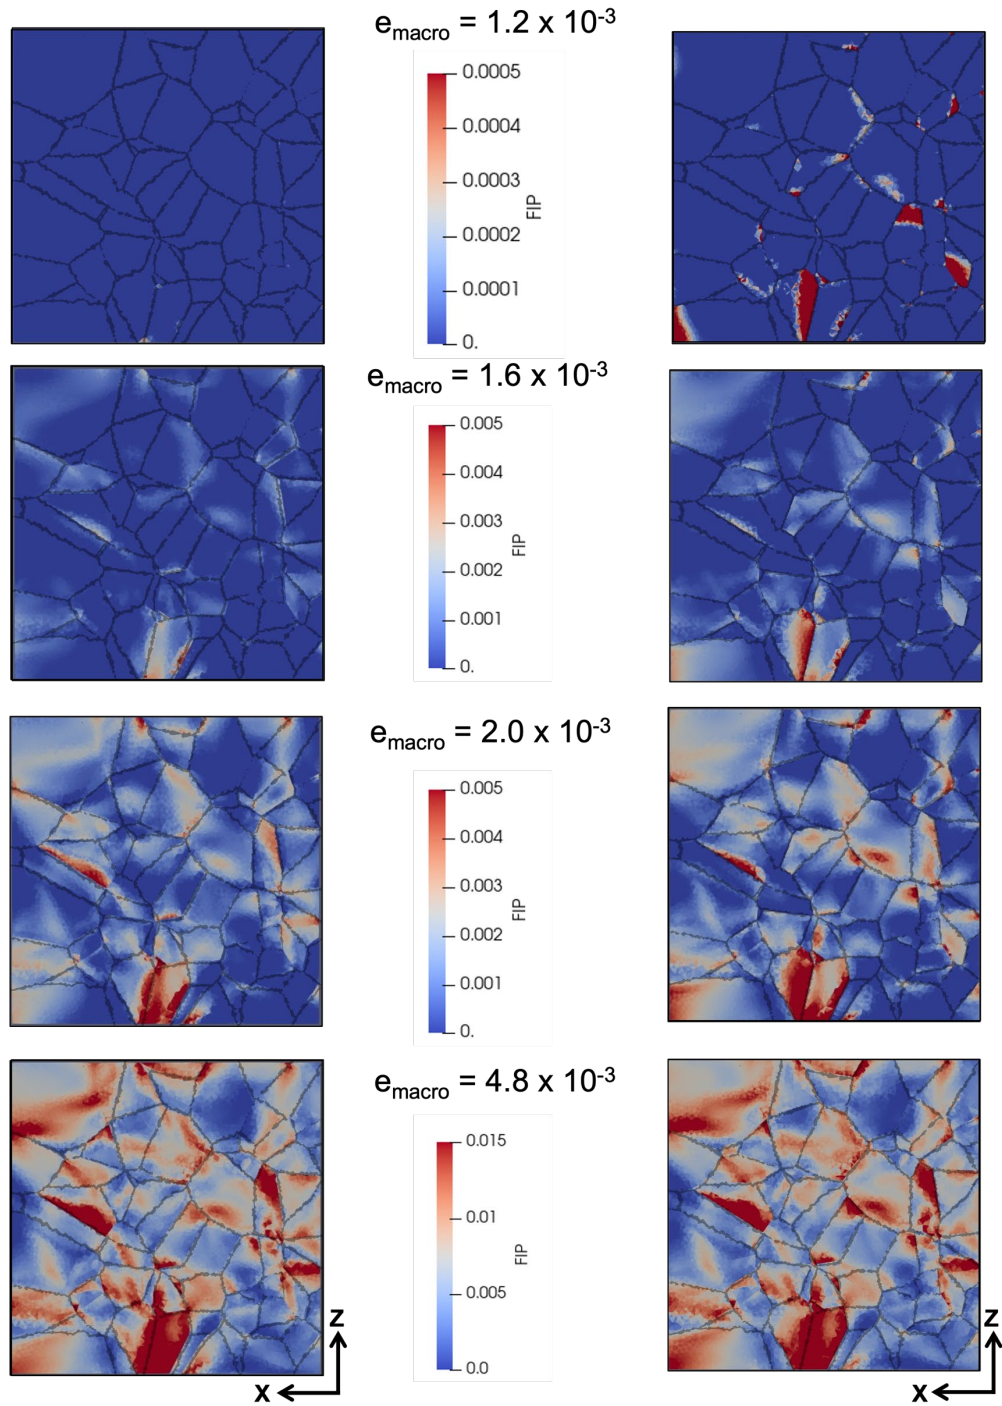 e_macro = 1.2 x 10^-3
0.0005
0.0004
0.0003
0.0002
0.0001
0.
FIP
e_macro = 1.6 x 10^-3
0.005
0.004
0.003
0.002
0.001
0.
FIP
e_macro = 2.0 x 10^-3
0.005
0.004
0.003
0.002
0.001
0.
FIP
e_macro = 4.8 x 10^-3
0.015
0.01
0.005
0.0
FIP
Z
X
Z
X